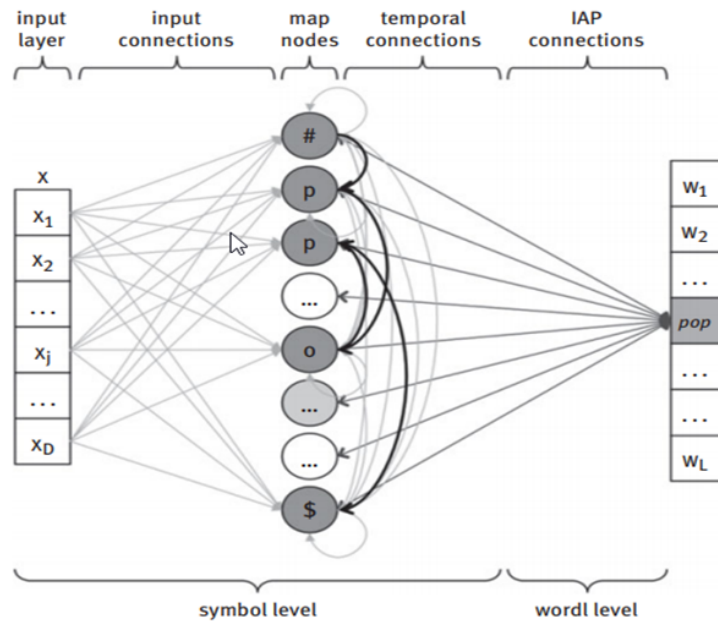 input layer
input connections
map nodes
temporal connections
IAP connections
x
x1
x2
...
xj
...
xD
#
p
p
...
o
...
...
$
w1
w2
...
pop
...
...
wL
symbol level
wordl level